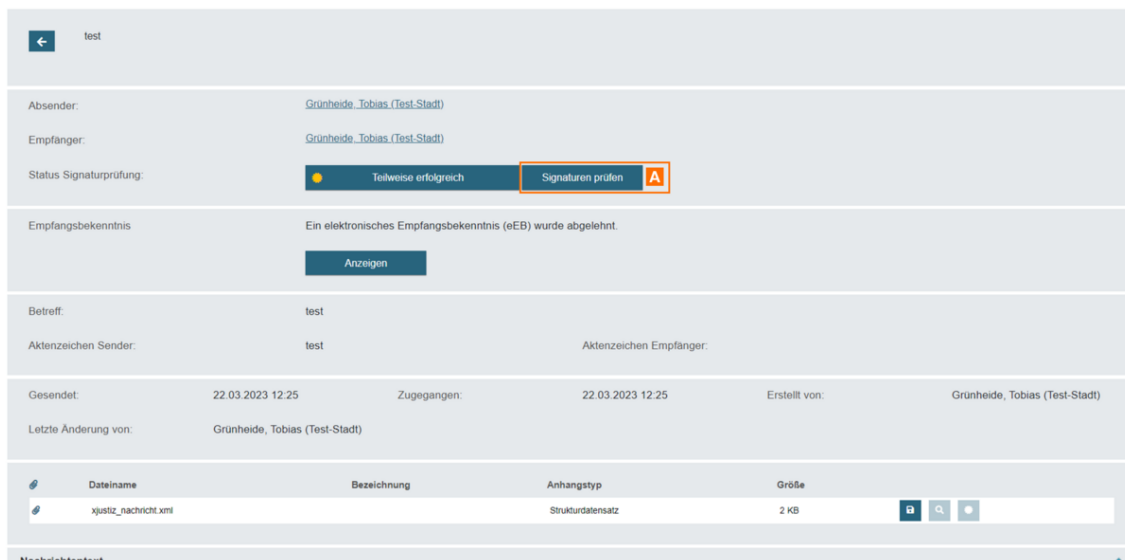 test
Absender: Grünheide, Tobias (Test-Stadt)
Empfänger: Grünheide, Tobias (Test-Stadt)
Status Signaturprüfung: Teilweise erfolgreich Signaturen prüfen A
Empfangsbekenntnis Ein elektronisches Empfangsbekenntnis (eEB) wurde abgelehnt.
Anzeigen
Betreff: test
Aktenzeichen Sender: test Aktenzeichen Empfänger:
Gesendet: 22.03.2023 12:25 Zugegangen: 22.03.2023 12:25 Erstellt von: Grünheide, Tobias (Test-Stadt)
Letzte Änderung von: Grünheide, Tobias (Test-Stadt)
Dateiname Bezeichnung Anhangstyp Größe
xjustiz_nachricht.xml Strukturdatensatz 2 KB
Nachrichtentext